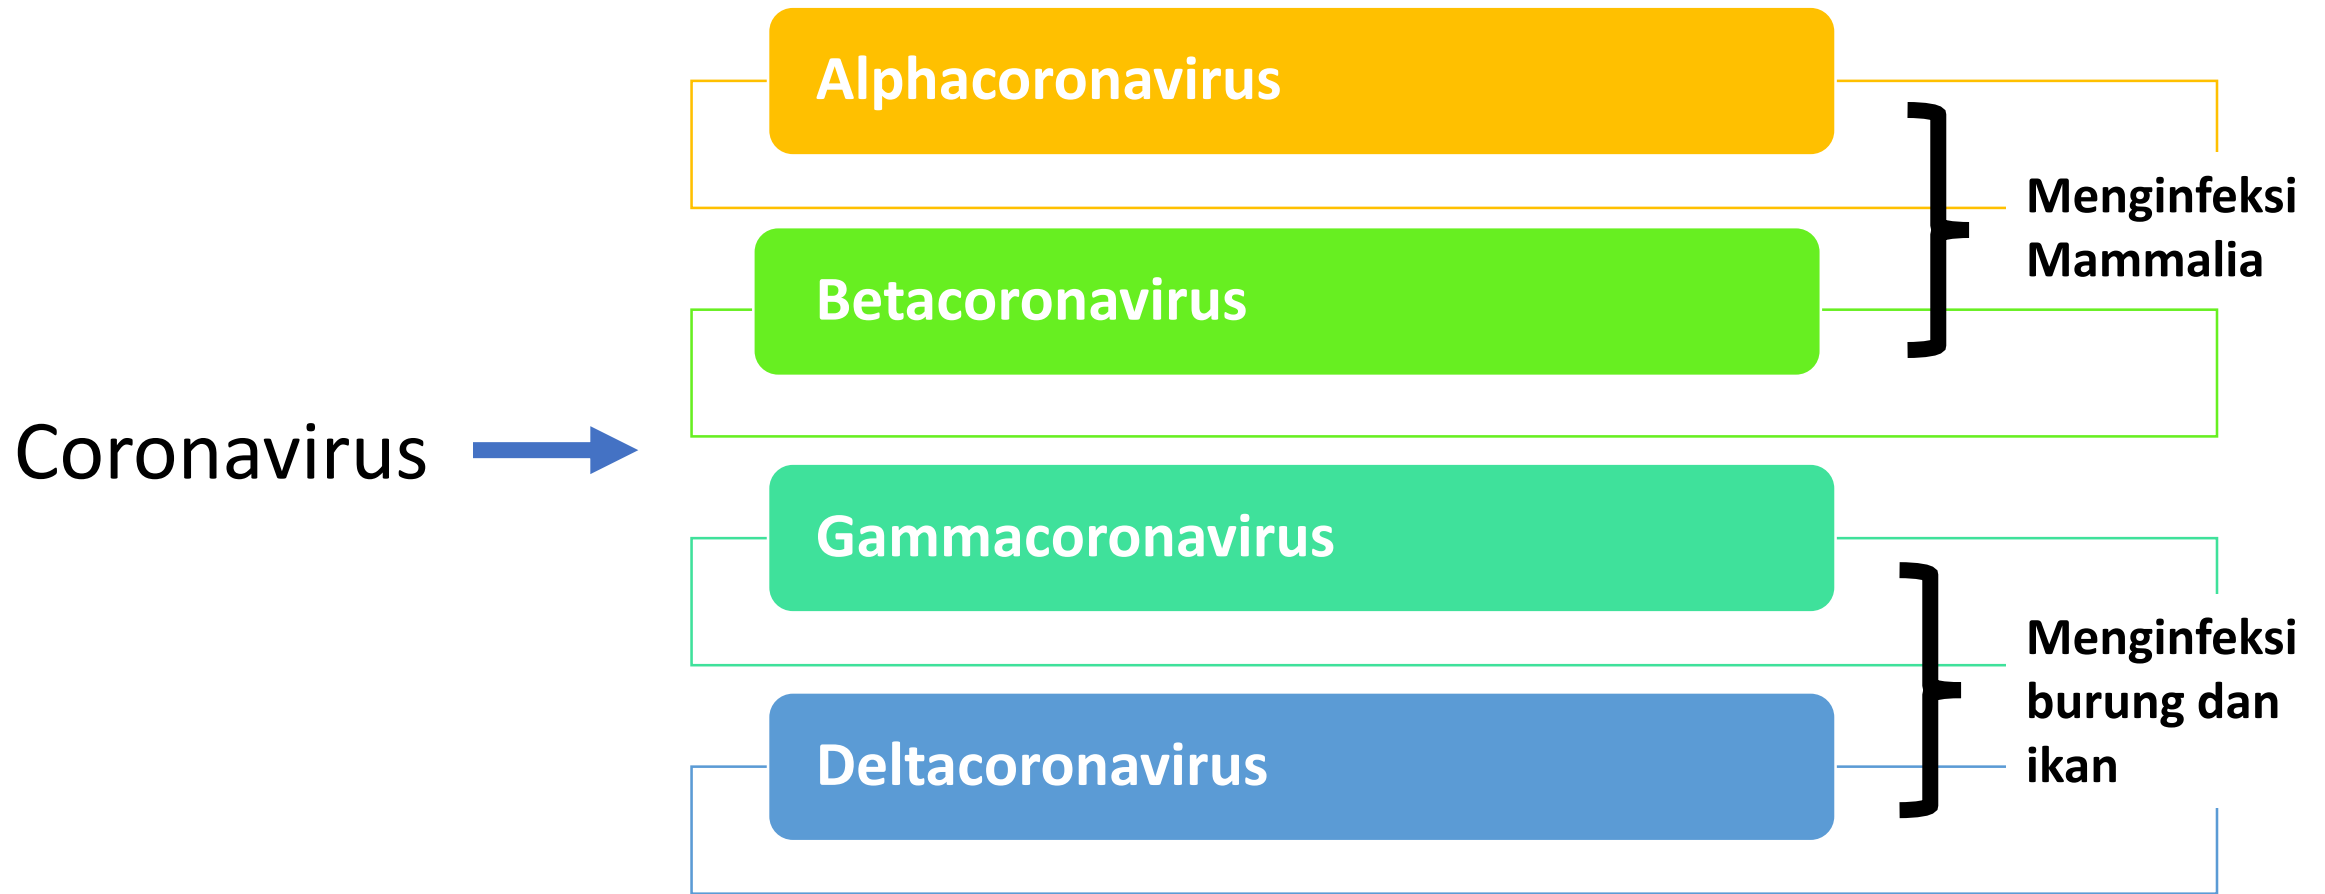 Coronavirus
Alphacoronavirus
Betacoronavirus
Menginfeksi
Mammalia
Gammacoronavirus
Deltacoronavirus
Menginfeksi
burung dan
ikan